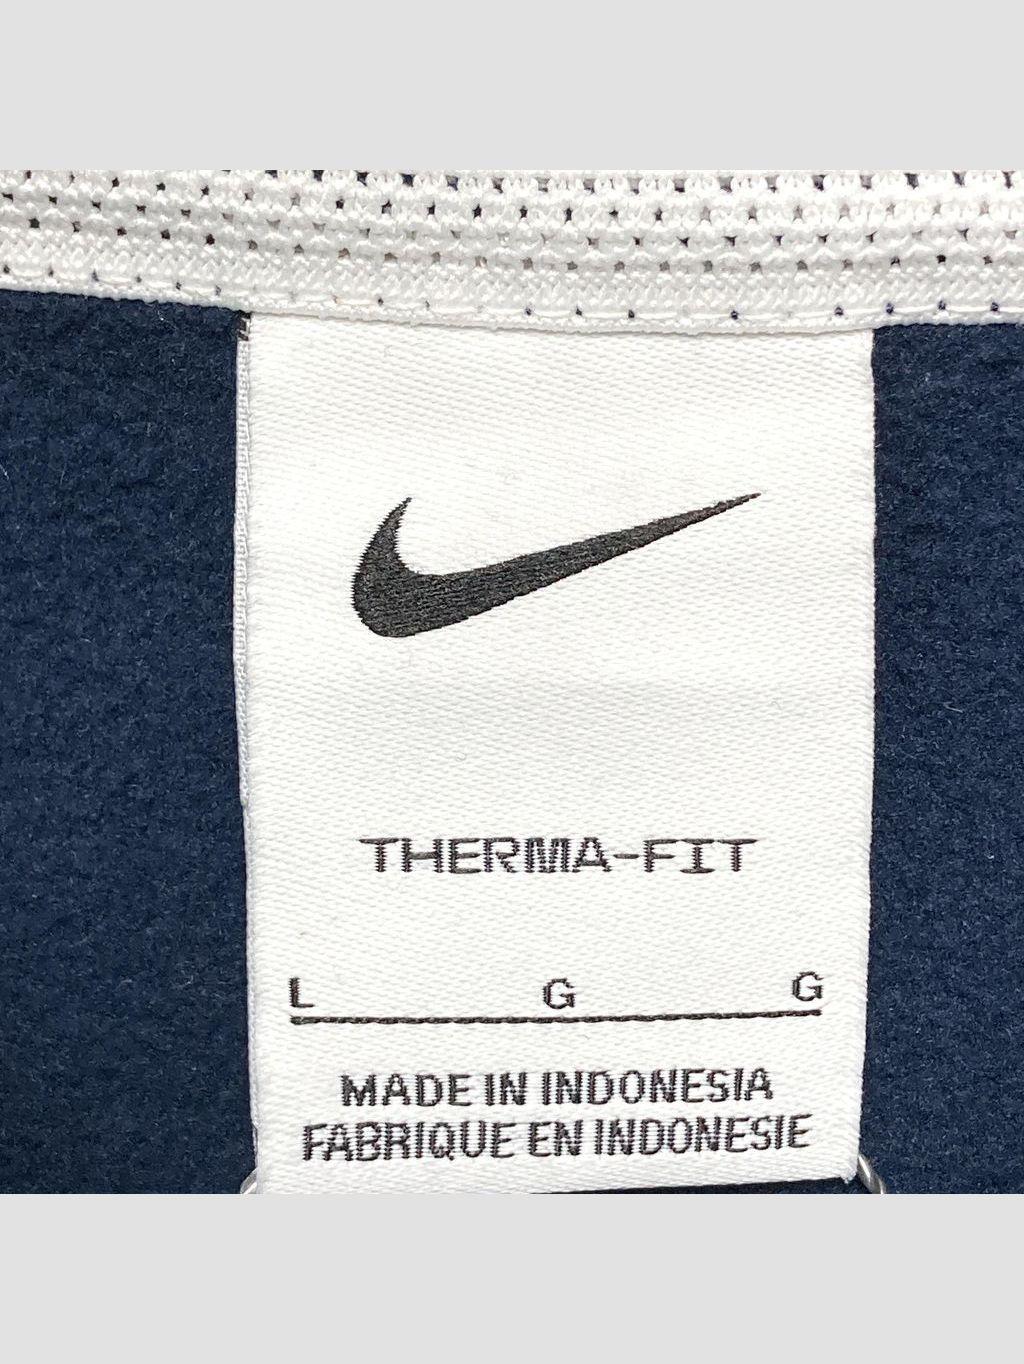 THERMA-FIT
L G G
MADE IN INDONESIA
FABRIQUE EN INDONESIE